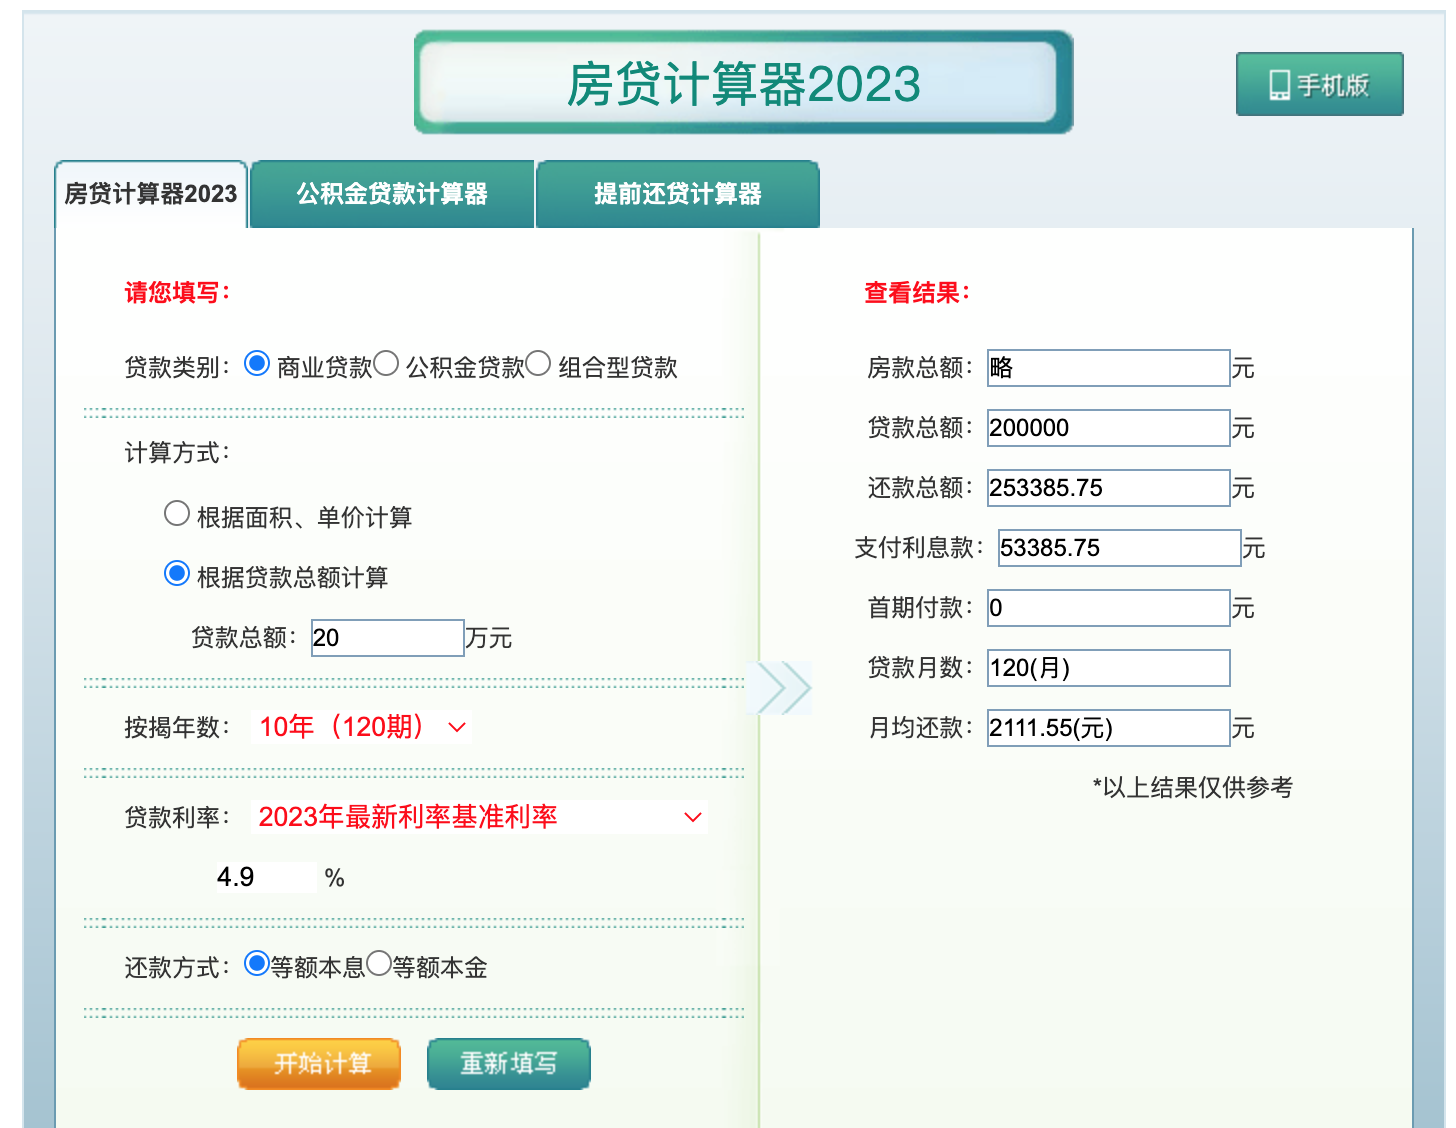 房贷计算器2023
手机版
房贷计算器2023
公积金贷款计算器
提前还贷计算器
请您填写：
贷款类别： 商业贷款 公积金贷款 组合型贷款
计算方式：
根据面积、单价计算
根据贷款总额计算
贷款总额： 20 万元
按揭年数： 10年（120期）
贷款利率： 2023年最新利率基准利率
4.9 %
还款方式： 等额本息 等额本金
开始计算 重新填写
查看结果：
房款总额： 略 元
贷款总额： 200000 元
还款总额： 253385.75 元
支付利息款： 53385.75 元
首期付款： 0 元
贷款月数： 120(月)
月均还款： 2111.55(元) 元
*以上结果仅供参考